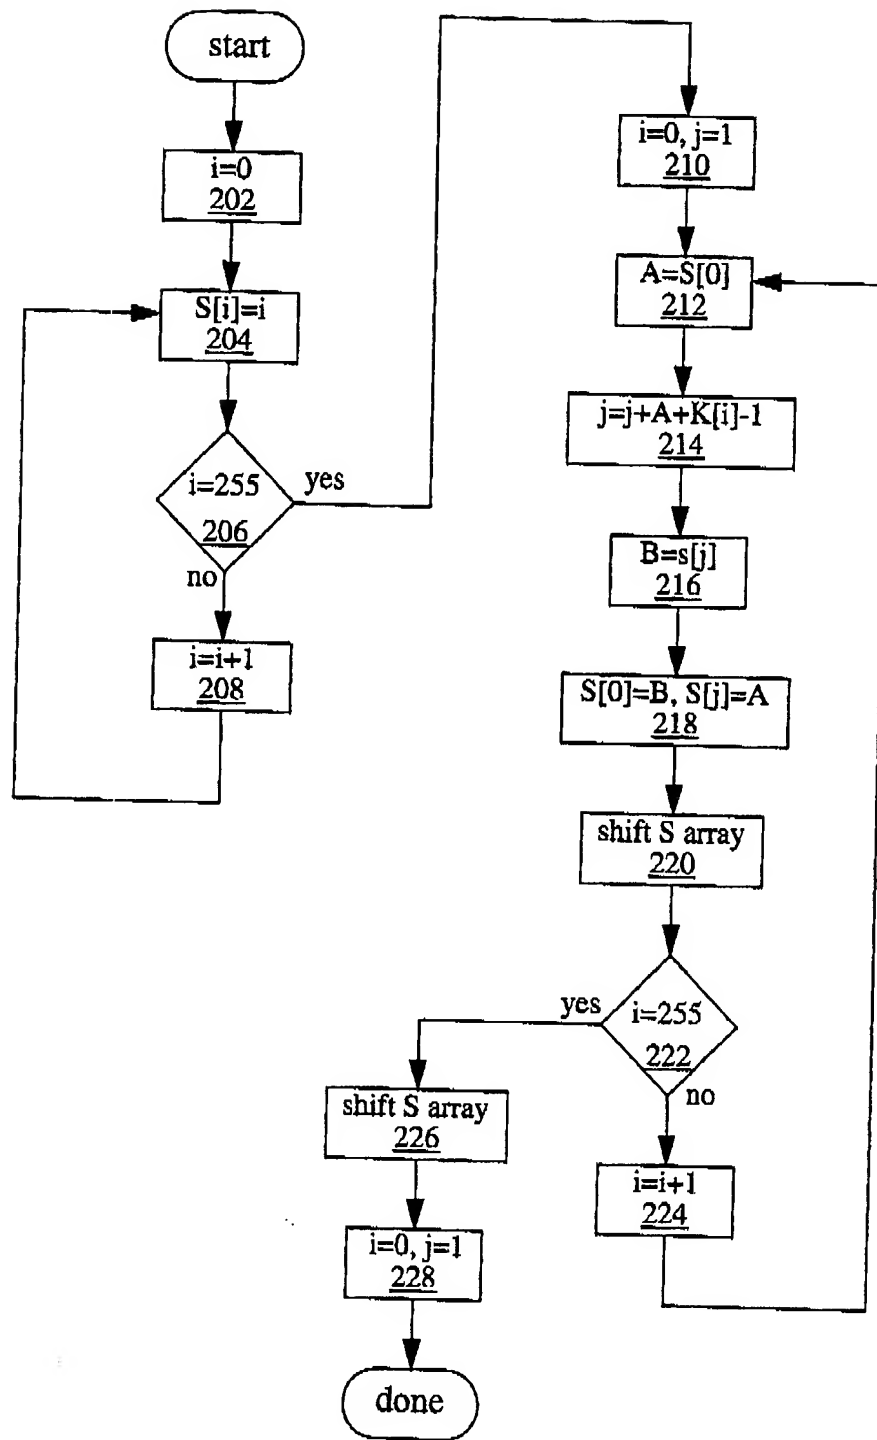 start
i=0
202
S[i]=i
204
i=255
206
yes
no
i=i+1
208
i=0, j=1
210
A=S[0]
212
j=j+A+K[i]-1
214
B=s[j]
216
S[0]=B, S[j]=A
218
shift S array
220
i=255
222
yes
no
i=i+1
224
shift S array
226
i=0, j=1
228
done